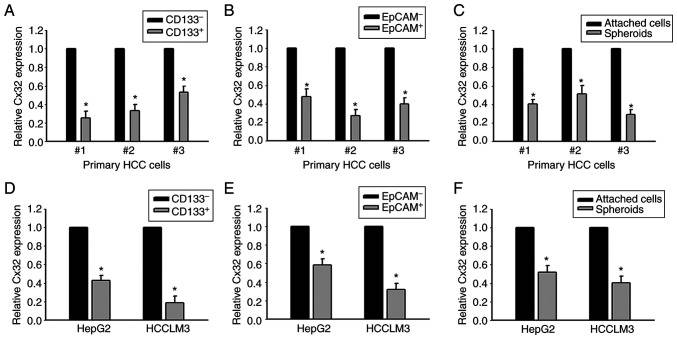 A
CD133−
CD133+
Relative Cx32 expression
1.2
1.0
0.8
0.6
0.4
0.2
0.0
*
*
*
#1 #2 #3
Primary HCC cells
B
EpCAM−
EpCAM+
Relative Cx32 expression
1.2
1.0
0.8
0.6
0.4
0.2
0.0
*
*
*
#1 #2 #3
Primary HCC cells
C
Attached cells
Spheroids
Relative Cx32 expression
1.2
1.0
0.8
0.6
0.4
0.2
0.0
*
*
*
#1 #2 #3
Primary HCC cells
D
CD133−
CD133+
Relative Cx32 expression
1.2
1.0
0.8
0.6
0.4
0.2
0.0
*
*
HepG2 HCCLM3
E
EpCAM−
EpCAM+
Relative Cx32 expression
1.2
1.0
0.8
0.6
0.4
0.2
0.0
*
*
HepG2 HCCLM3
F
Attached cells
Spheroids
Relative Cx32 expression
1.2
1.0
0.8
0.6
0.4
0.2
0.0
*
*
HepG2 HCCLM3